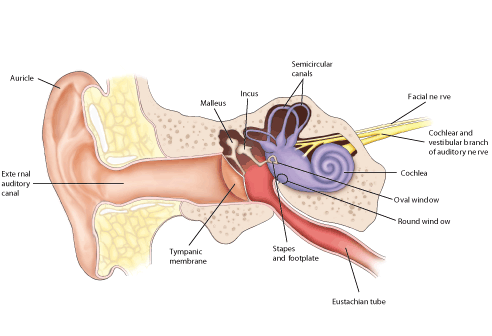 Semicircular
canals
Auricle
Incus
Malleus
Facial ne rve
Cochlear and
vestibular branch
of auditory ne rve
Exte rnal
auditory
canal
Cochlea
Oval window
Round wind ow
Tympanic
membrane
Stapes
and footplate
Eustachian tube